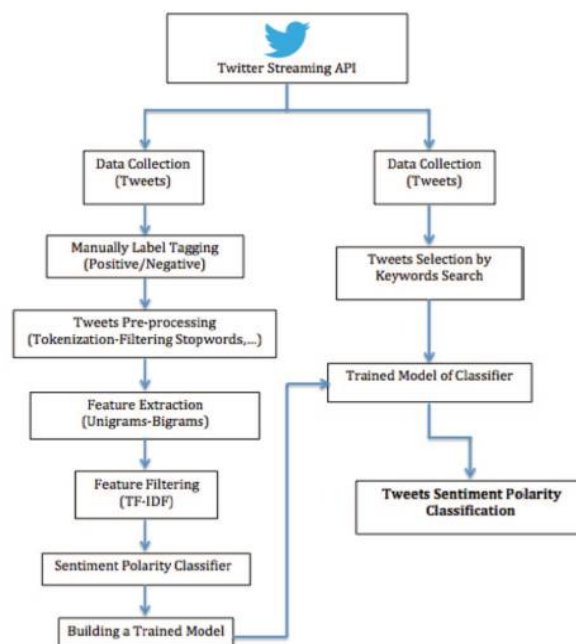 Twitter Streaming API
Data Collection
(Tweets)
Manually Label Tagging
(Positive/Negative)
Tweets Pre-processing
(Tokenization-Filtering Stopwords,...)
Feature Extraction
(Unigrams-Bigrams)
Feature Filtering
(TF-IDF)
Sentiment Polarity Classifier
Building a Trained Model
Data Collection
(Tweets)
Tweets Selection by
Keywords Search
Trained Model of Classifier
Tweets Sentiment Polarity
Classification